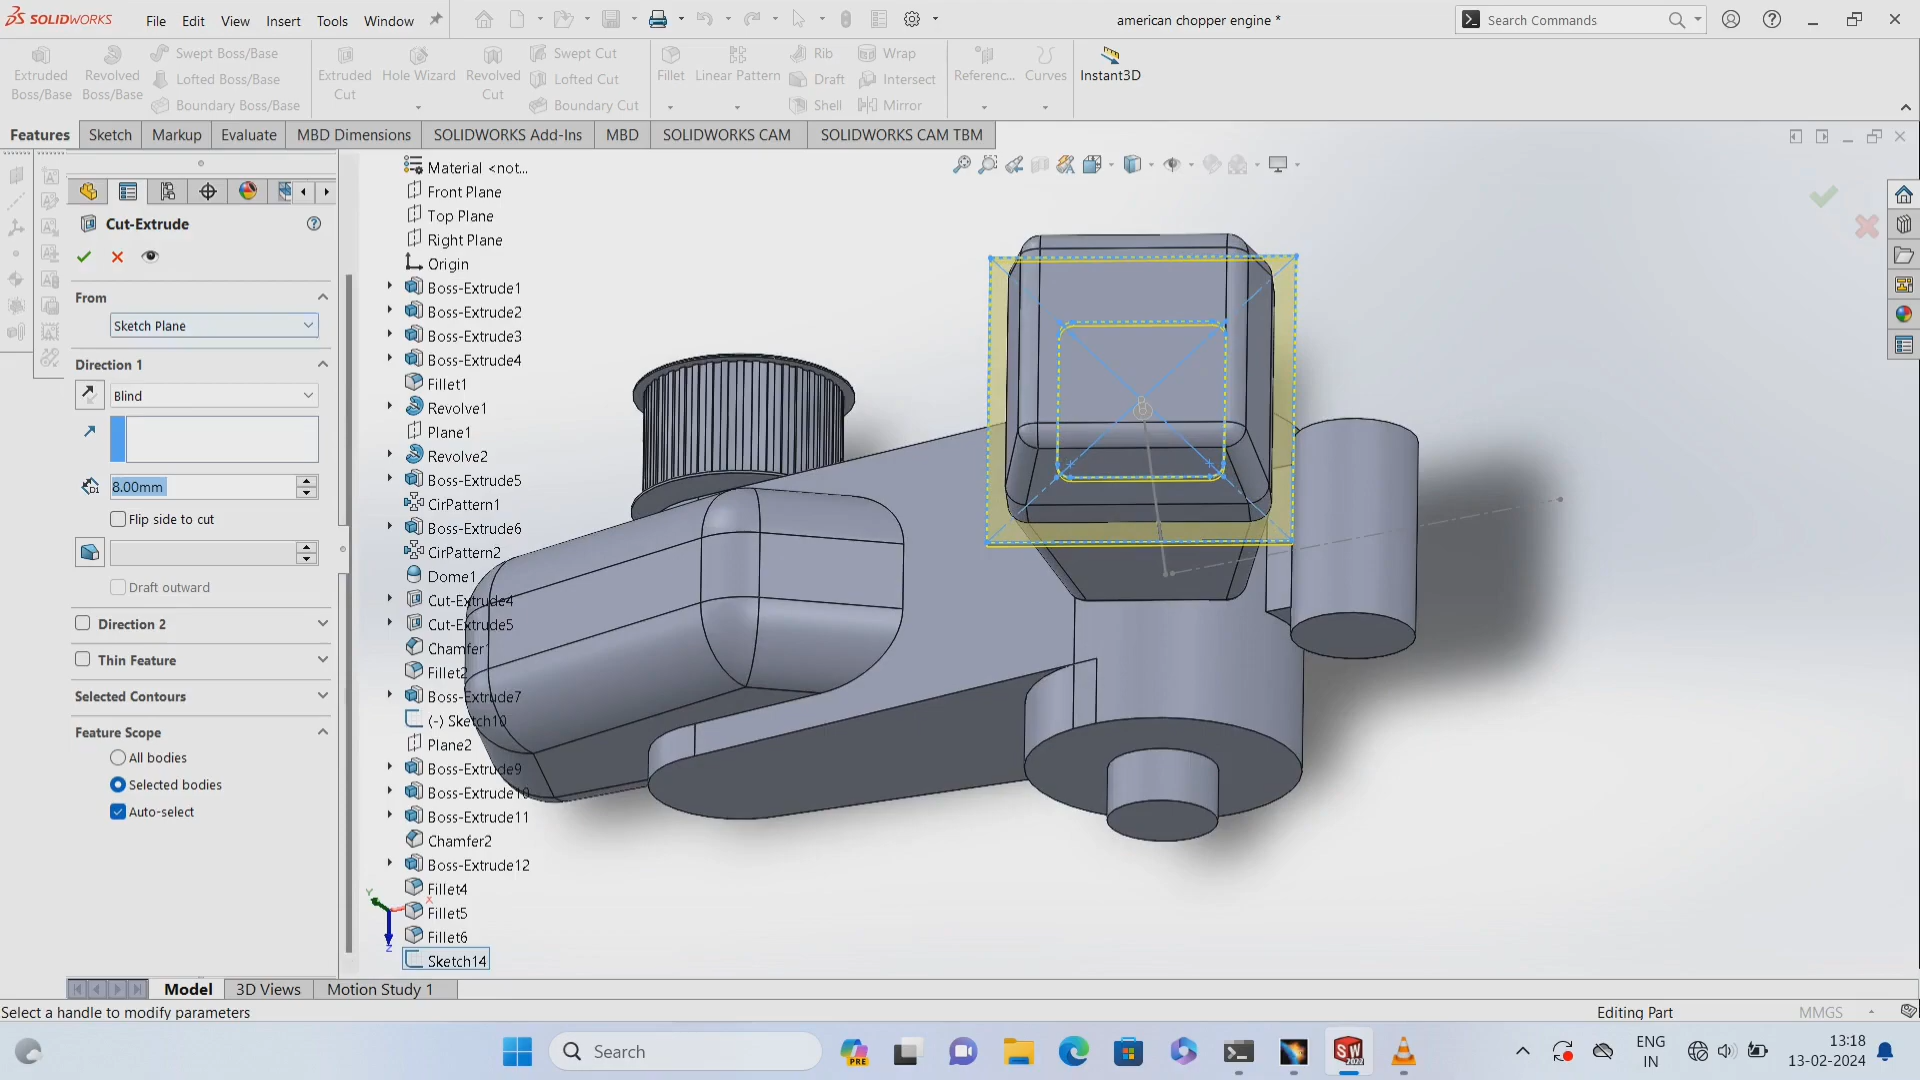 SOLIDWORKS File Edit View Insert Tools Window american chopper engine * Search Commands
Extruded Boss/Base
Revolved Boss/Base
Swept Boss/Base
Lofted Boss/Base
Boundary Boss/Base
Extruded Cut
Hole Wizard
Revolved Cut
Swept Cut
Lofted Cut
Boundary Cut
Fillet
Linear Pattern
Rib
Draft
Shell
Wrap
Intersect
Mirror
Referenc...
Curves
Instant3D
Features Sketch Markup Evaluate MBD Dimensions SOLIDWORKS Add-Ins MBD SOLIDWORKS CAM SOLIDWORKS CAM TBM
Cut-Extrude
From
Sketch Plane
Direction 1
Blind
D1
8.00mm
Flip side to cut
Draft outward
Direction 2
Thin Feature
Selected Contours
Feature Scope
All bodies
Selected bodies
Auto-select
Material <not...
Front Plane
Top Plane
Right Plane
Origin
Boss-Extrude1
Boss-Extrude2
Boss-Extrude3
Boss-Extrude4
Fillet1
Revolve1
Plane1
Revolve2
Boss-Extrude5
CirPattern1
Boss-Extrude6
CirPattern2
Dome1
Cut-Extrude4
Cut-Extrude5
Chamfer1
Fillet2
Boss-Extrude7
(-) Sketch10
Plane2
Boss-Extrude9
Boss-Extrude10
Boss-Extrude11
Chamfer2
Boss-Extrude12
Fillet4
Fillet5
Fillet6
Sketch14
Y
X
Z
Model 3D Views Motion Study 1
Select a handle to modify parameters Editing Part MMGS
Search
PRE
SW
2022
ENG
IN
13:18
13-02-2024